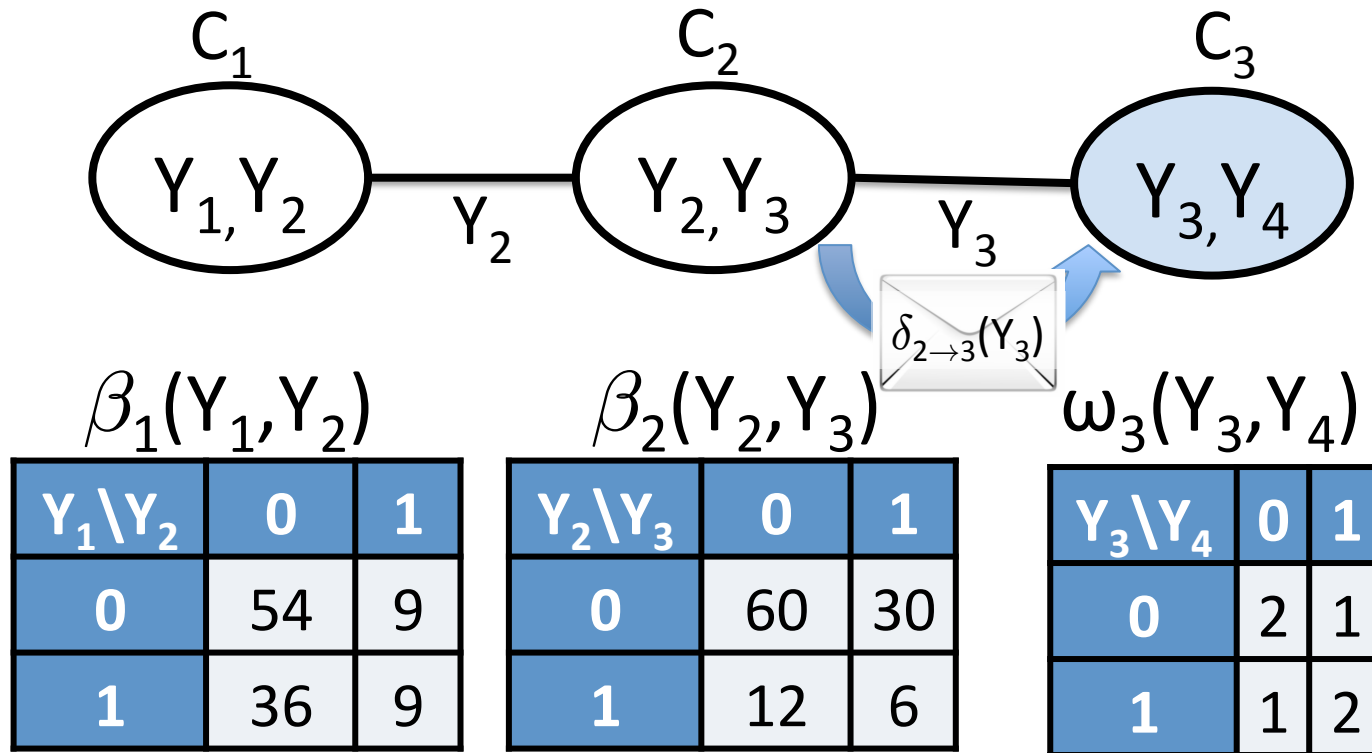 C₁ C₂ C₃
Y₁,Y₂ Y₂ Y₂,Y₃ Y₃ Y₃,Y₄
δ₂→₃(Y₃)
β₁(Y₁,Y₂) β₂(Y₂,Y₃) ω₃(Y₃,Y₄)
Y₁\Y₂ 0 1
0 54 9
1 36 9
Y₂\Y₃ 0 1
0 60 30
1 12 6
Y₃\Y₄ 0 1
0 2 1
1 1 2